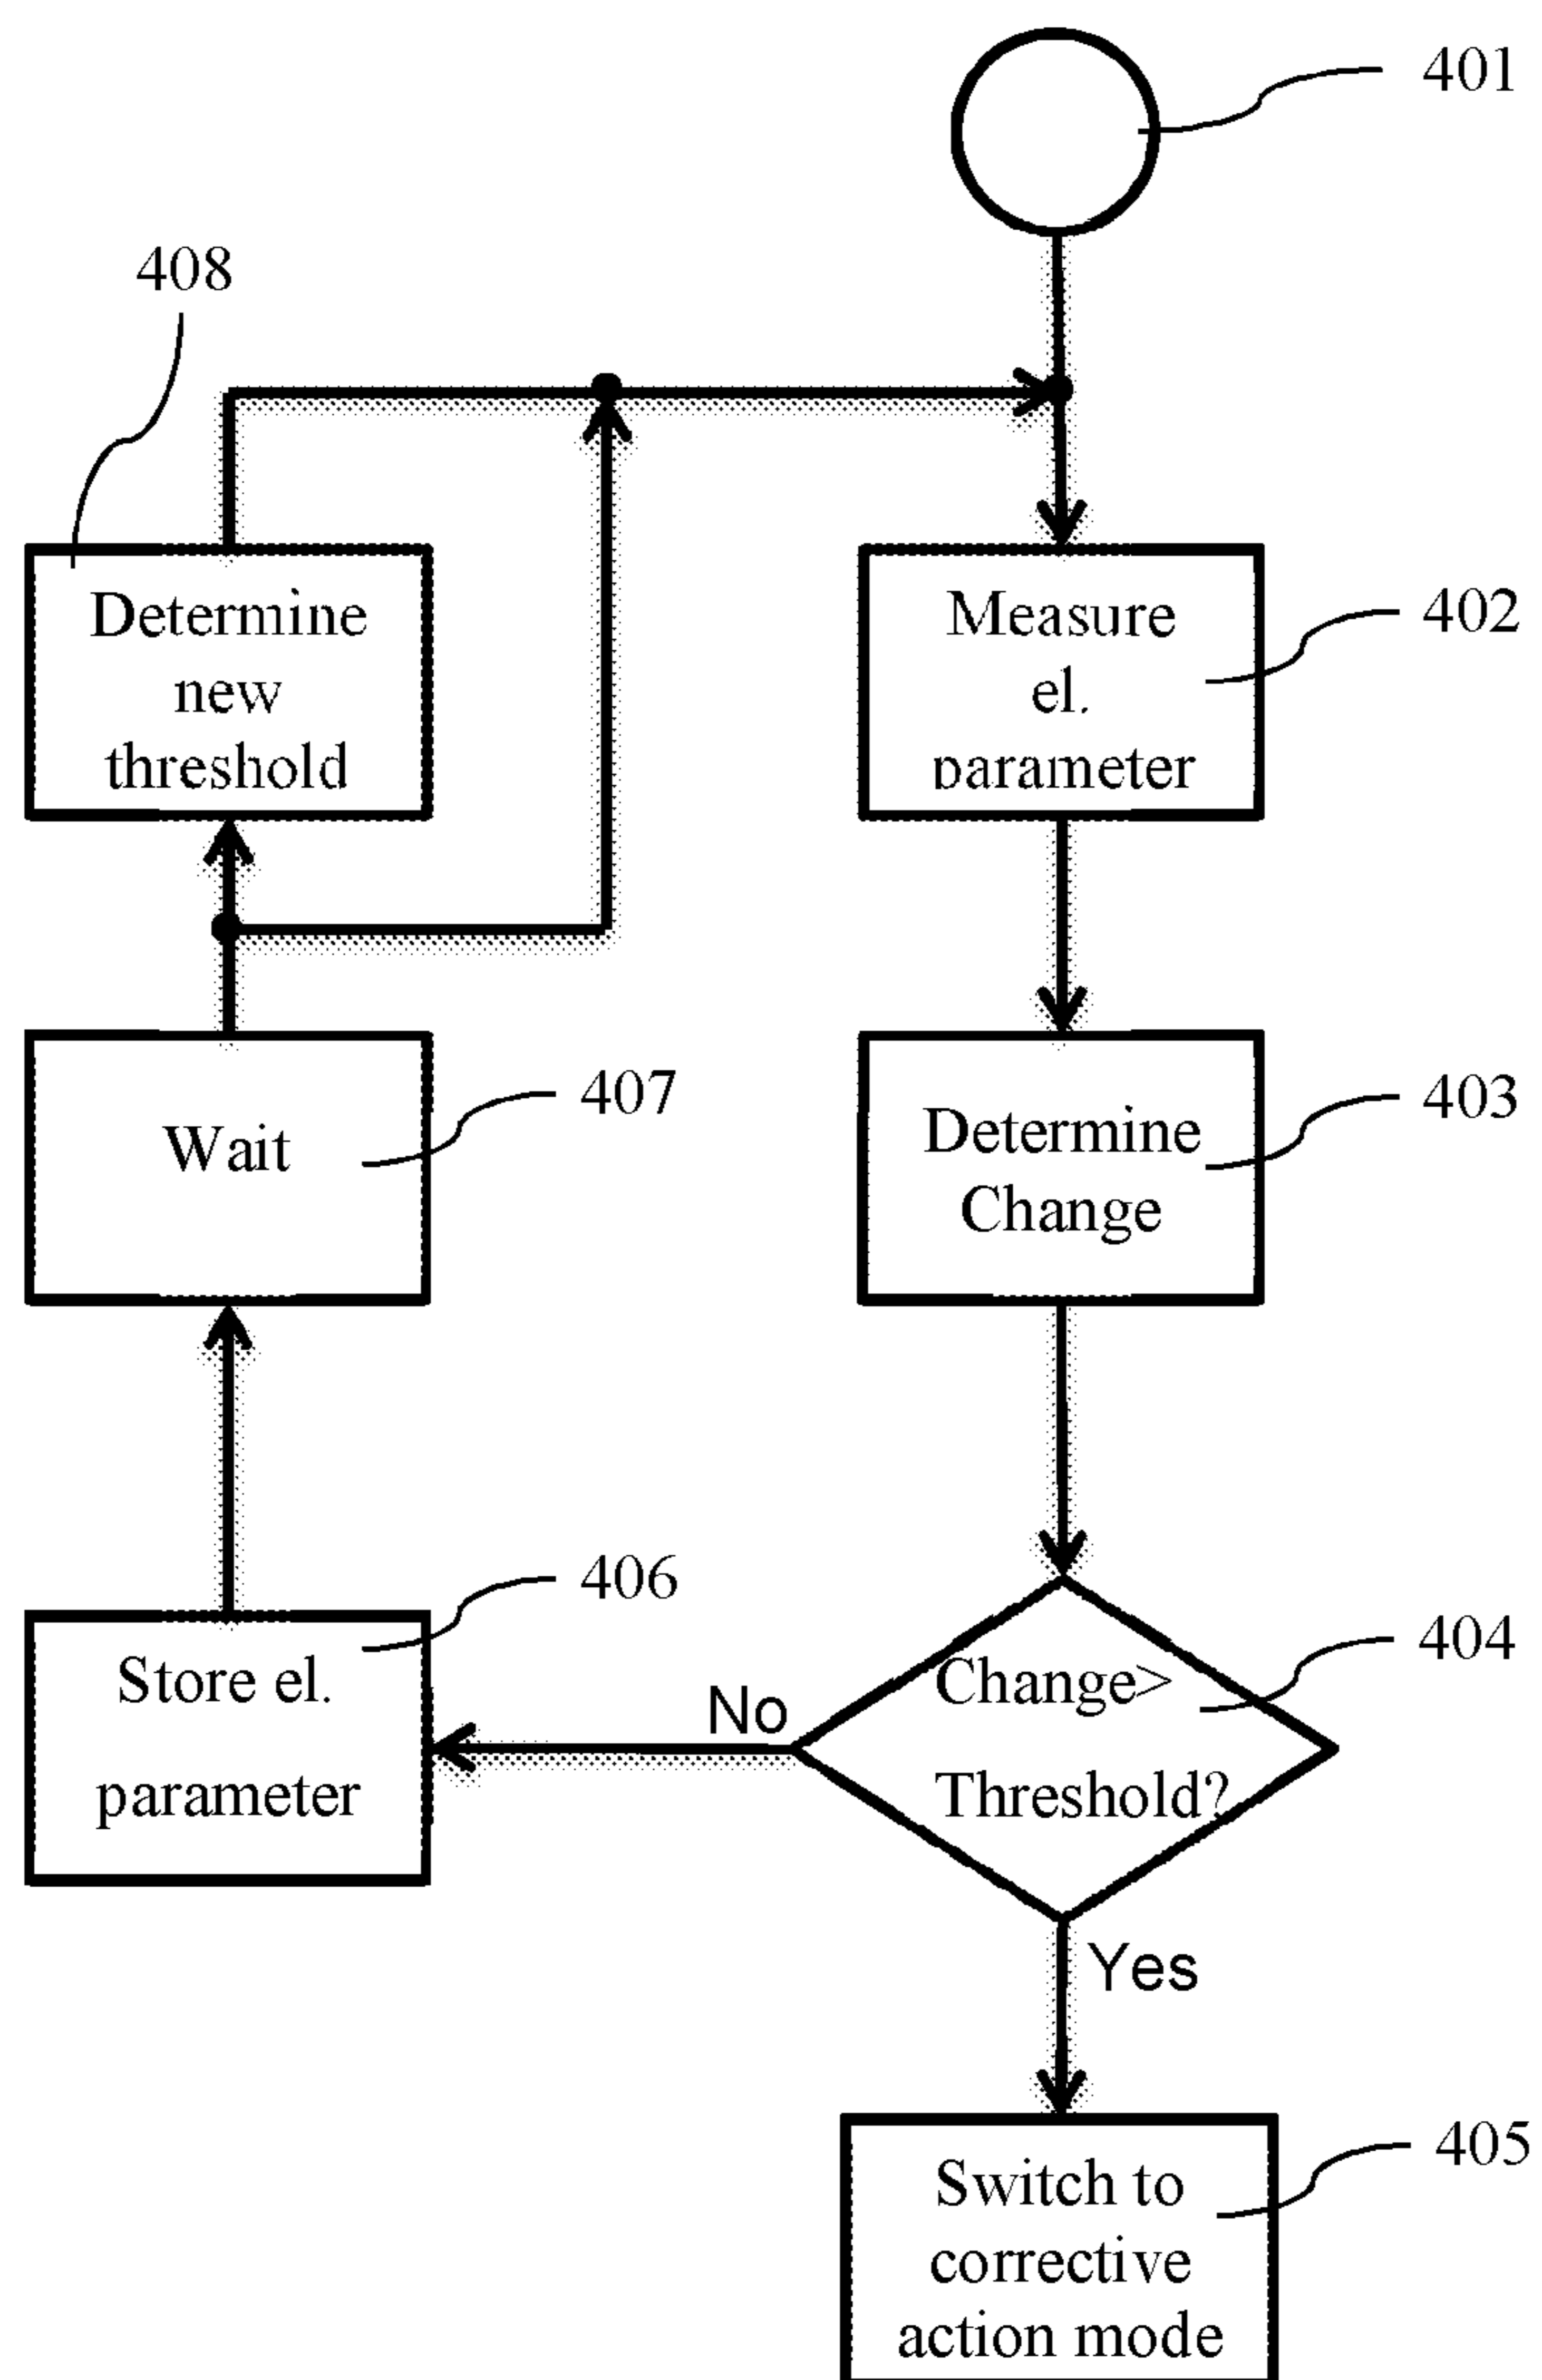 401
408
Determine
new
threshold
Measure
el.
parameter
402
Wait
407
Determine
Change
403
Store el.
parameter
406
No
Change>
Threshold?
404
Yes
Switch to
corrective
action mode
405